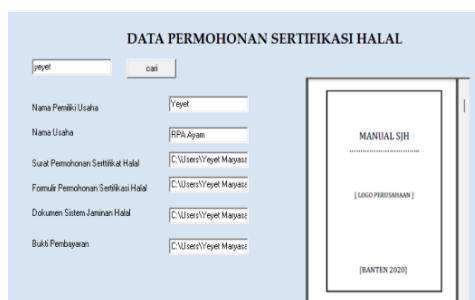 DATA PERMOHONAN SERTIFIKASI HALAL
yeyet
cari
Nama Pemiliki Usaha
Yeyet
Nama Usaha
RPA Ayam
Surat Permohonan Serttifikat Halal
C:\Users\Yeyet Maryasa
Formulir Permohonan Sertifikasi Halal
C:\Users\Yeyet Maryasa
Dokumen Sistem Jaminan Halal
C:\Users\Yeyet Maryasa
Bukti Pembayaran
C:\Users\Yeyet Maryasa
MANUAL SJH
[ LOGO PERUSAHAAN ]
[BANTEN 2020]